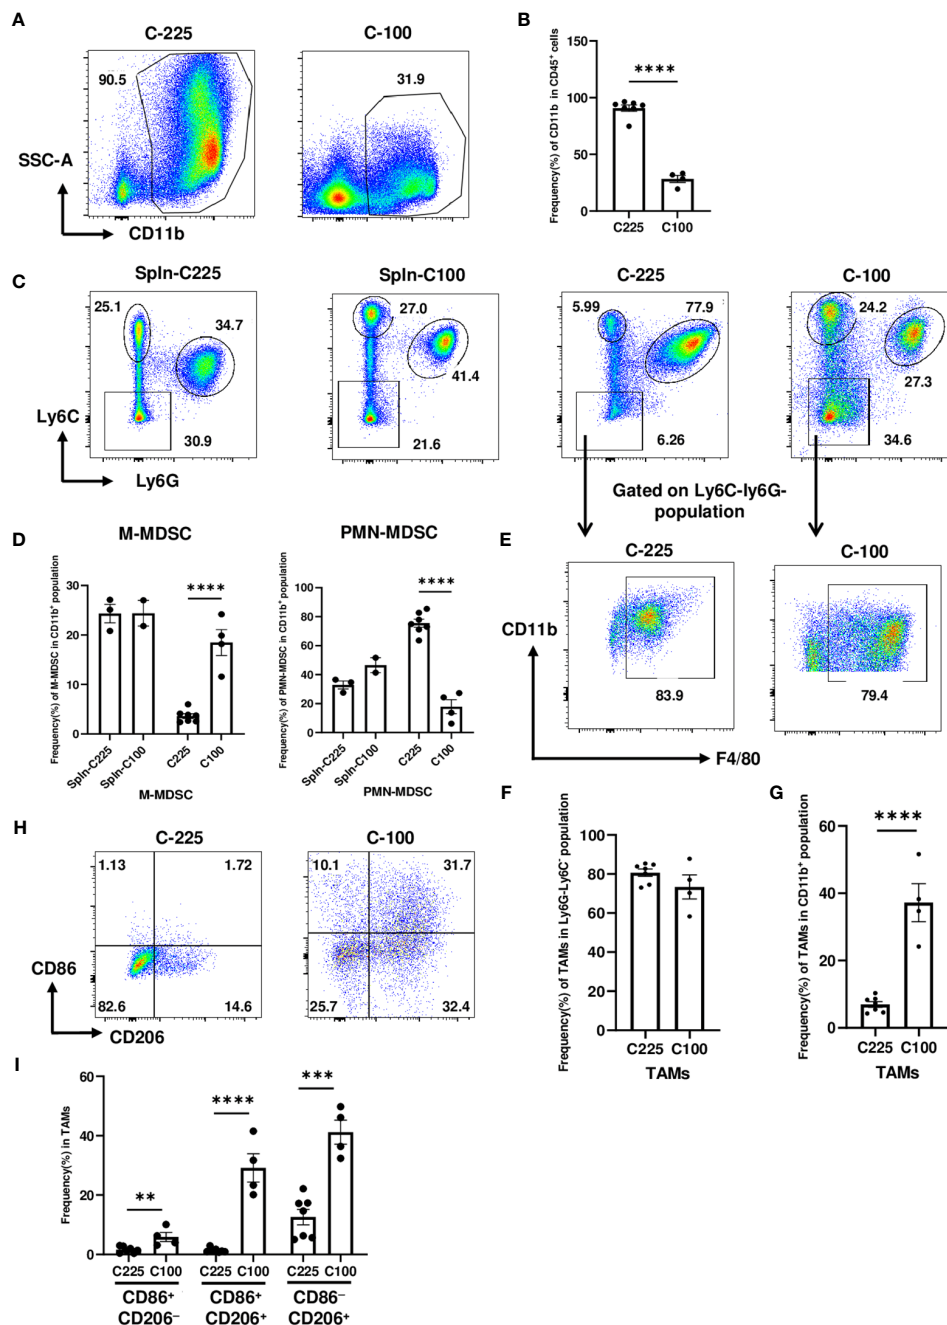 A
C-225
C-100
90.5
31.9
SSC-A
CD11b
B
Frequency(%) of CD11b in CD45⁺ cells
150
100
50
0
****
C225
C100
C
Spln-C225
Spln-C100
C-225
C-100
25.1
34.7
30.9
27.0
41.4
21.6
5.99
77.9
6.26
24.2
27.3
34.6
Ly6C
Ly6G
Gated on Ly6C-ly6G-
population
D
M-MDSC
Frequency(%) of M-MDSC in CD11b⁺ population
30
20
10
0
****
Spln-C225
Spln-C100
C225
C100
M-MDSC
PMN-MDSC
Frequency(%) of PMN-MDSC in CD11b⁺ population
100
80
60
40
20
0
****
Spln-C225
Spln-C100
C225
C100
PMN-MDSC
E
C-225
C-100
CD11b
83.9
79.4
F4/80
F
Frequency(%) of TAMs in Ly6G-Ly6C⁻ population
100
80
60
40
20
0
C225
C100
TAMs
G
Frequency(%) of TAMs in CD11b⁺ population
60
40
20
0
****
C225
C100
TAMs
H
C-225
C-100
1.13
1.72
82.6
14.6
10.1
31.7
25.7
32.4
CD86
CD206
I
Frequency(%) in TAMs
60
40
20
0
**
****
***
C225 C100
C225 C100
C225 C100
CD86⁺
CD206⁻
CD86⁺
CD206⁺
CD86⁻
CD206⁺